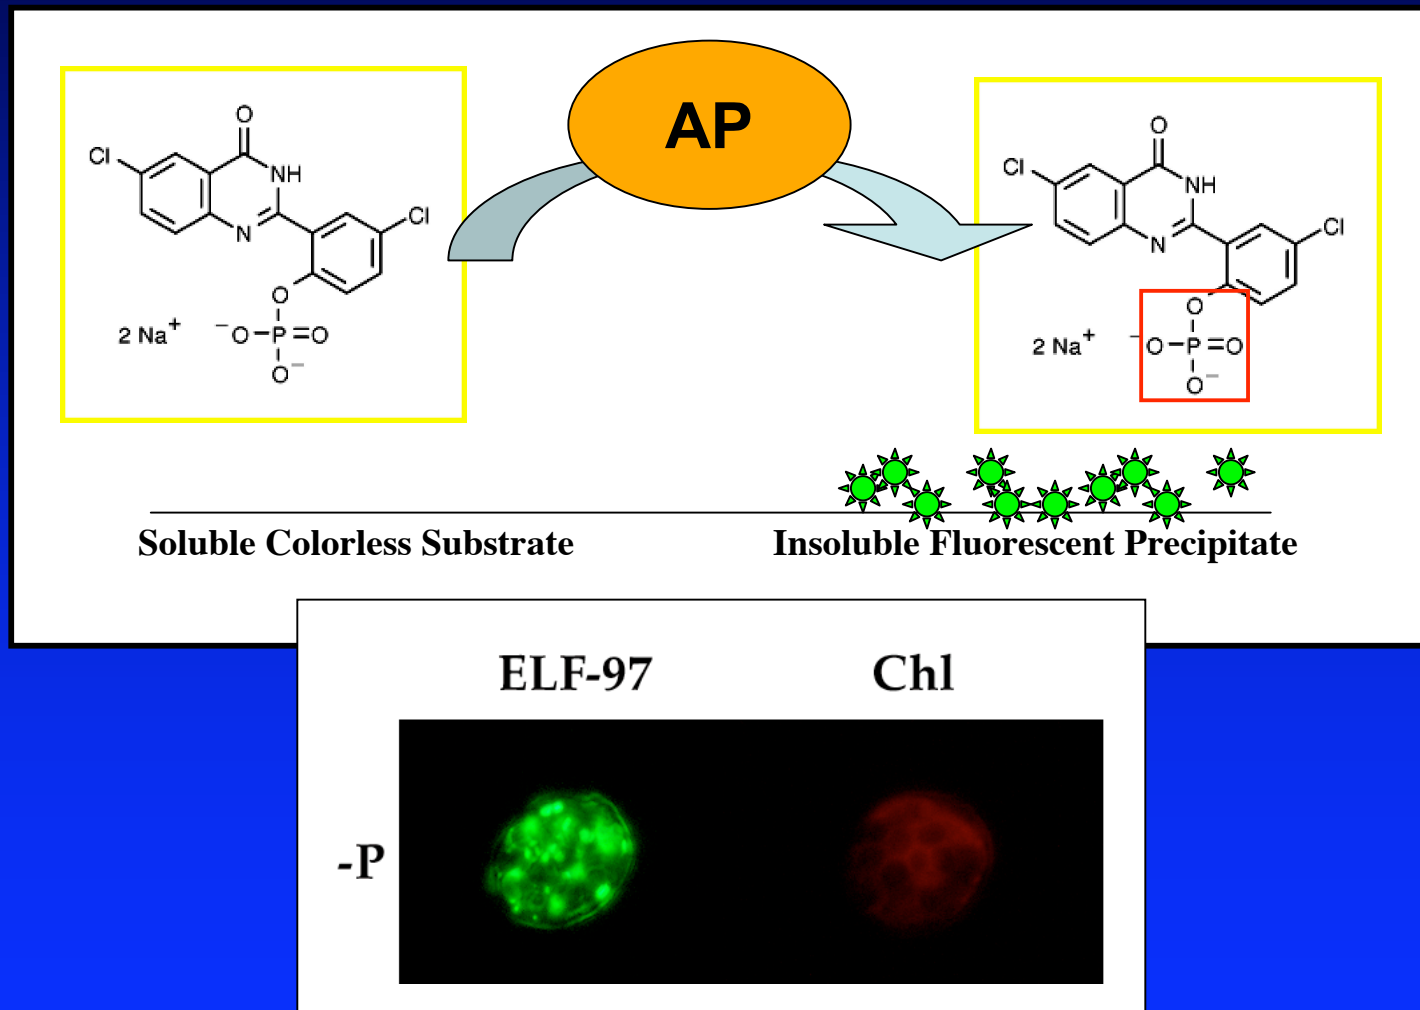 AP
O
Cl
NH
Cl
N
O
2 Na⁺ ⁻O–P=O
O⁻
O
Cl
NH
Cl
N
O
2 Na⁺ ⁻O–P=O
O⁻
Soluble Colorless Substrate
Insoluble Fluorescent Precipitate
ELF-97 Chl
-P